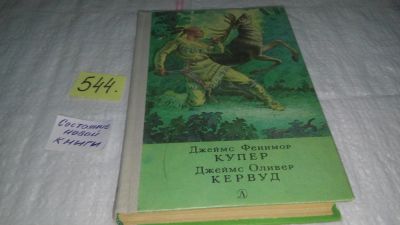 544.
Состояние
новой
книги
Джеймс Фенимор
КУПЕР
Джеймс Оливер
КЕРВУД
Д